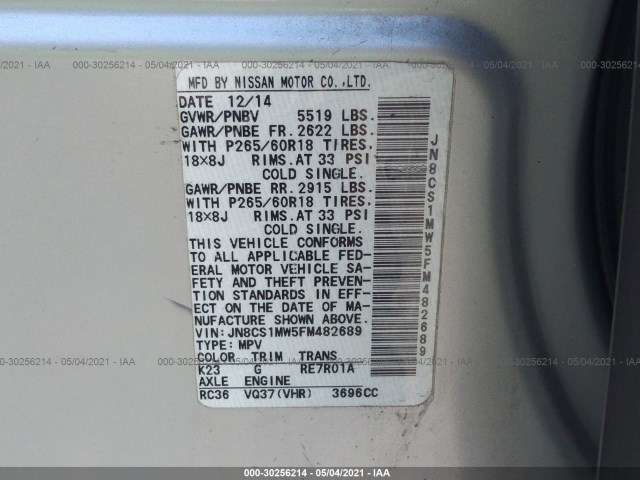 000-30256214 - 05/04/2021 - IAA
MFD BY NISSAN MOTOR CO.,LTD.
DATE 12/14
GVWR/PNBV 5519 LBS.
GAWR/PNBE FR. 2622 LBS.
WITH P265/60R18 TIRES,
18×8J RIMS.AT 33 PSI
COLD SINGLE.
GAWR/PNBE RR. 2915 LBS.
WITH P265/60R18 TIRES,
18×8J RIMS.AT 33 PSI
COLD SINGLE.
THIS VEHICLE CONFORMS
TO ALL APPLICABLE FED-
ERAL MOTOR VEHICLE SA-
FETY AND THEFT PREVEN-
TION STANDARDS IN EFF-
ECT ON THE DATE OF MA-
NUFACTURE SHOWN ABOVE.
VIN:JN8CS1MW5FM482689
TYPE: MPV
COLOR TRIM TRANS
K23 G RE7R01A
AXLE ENGINE
RC36 VQ37(VHR) 3696CC
JN8CS1MW5FM482689
000-30256214 - 05/04/2021 - IAA